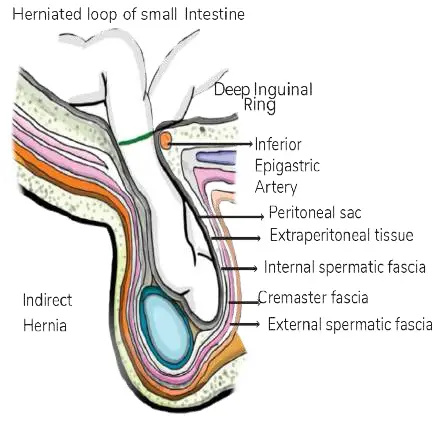 Herniated loop of small Intestine
Deep Inguinal
Ring
Inferior
Epigastric
Artery
Peritoneal sac
Extraperitoneal tissue
Internal spermatic fascia
Cremaster fascia
External spermatic fascia
Indirect
Hernia